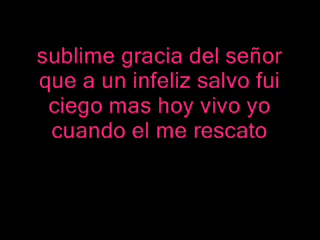 sublime gracia del señor
que a un infeliz salvo fui
ciego mas hoy vivo yo
cuando el me rescato